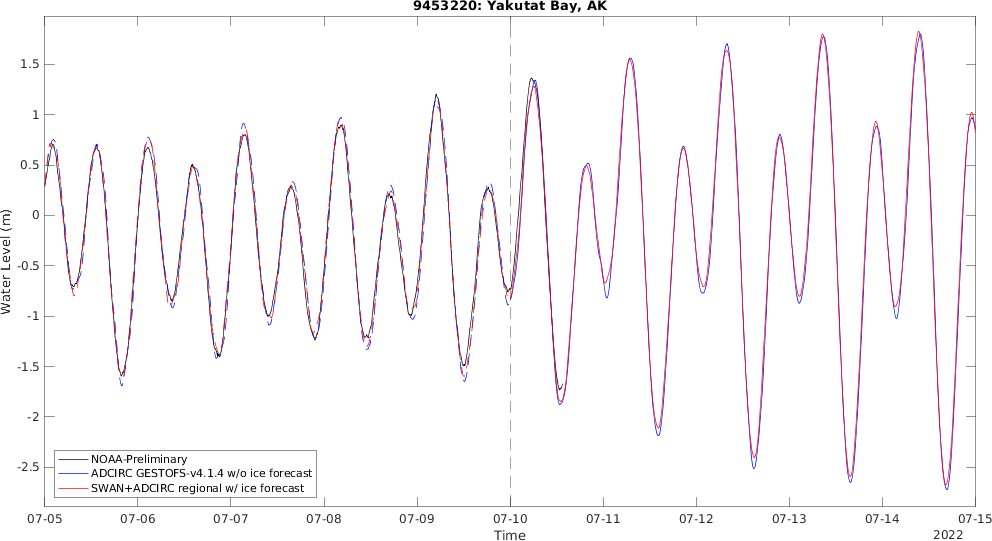 9453220: Yakutat Bay, AK
Water Level (m)
1.5
1
0.5
0
-0.5
-1
-1.5
-2
-2.5
NOAA-Preliminary
ADCIRC GESTOFS-v4.1.4 w/o ice forecast
SWAN+ADCIRC regional w/ ice forecast
07-05 07-06 07-07 07-08 07-09 07-10 07-11 07-12 07-13 07-14 07-15
Time
2022